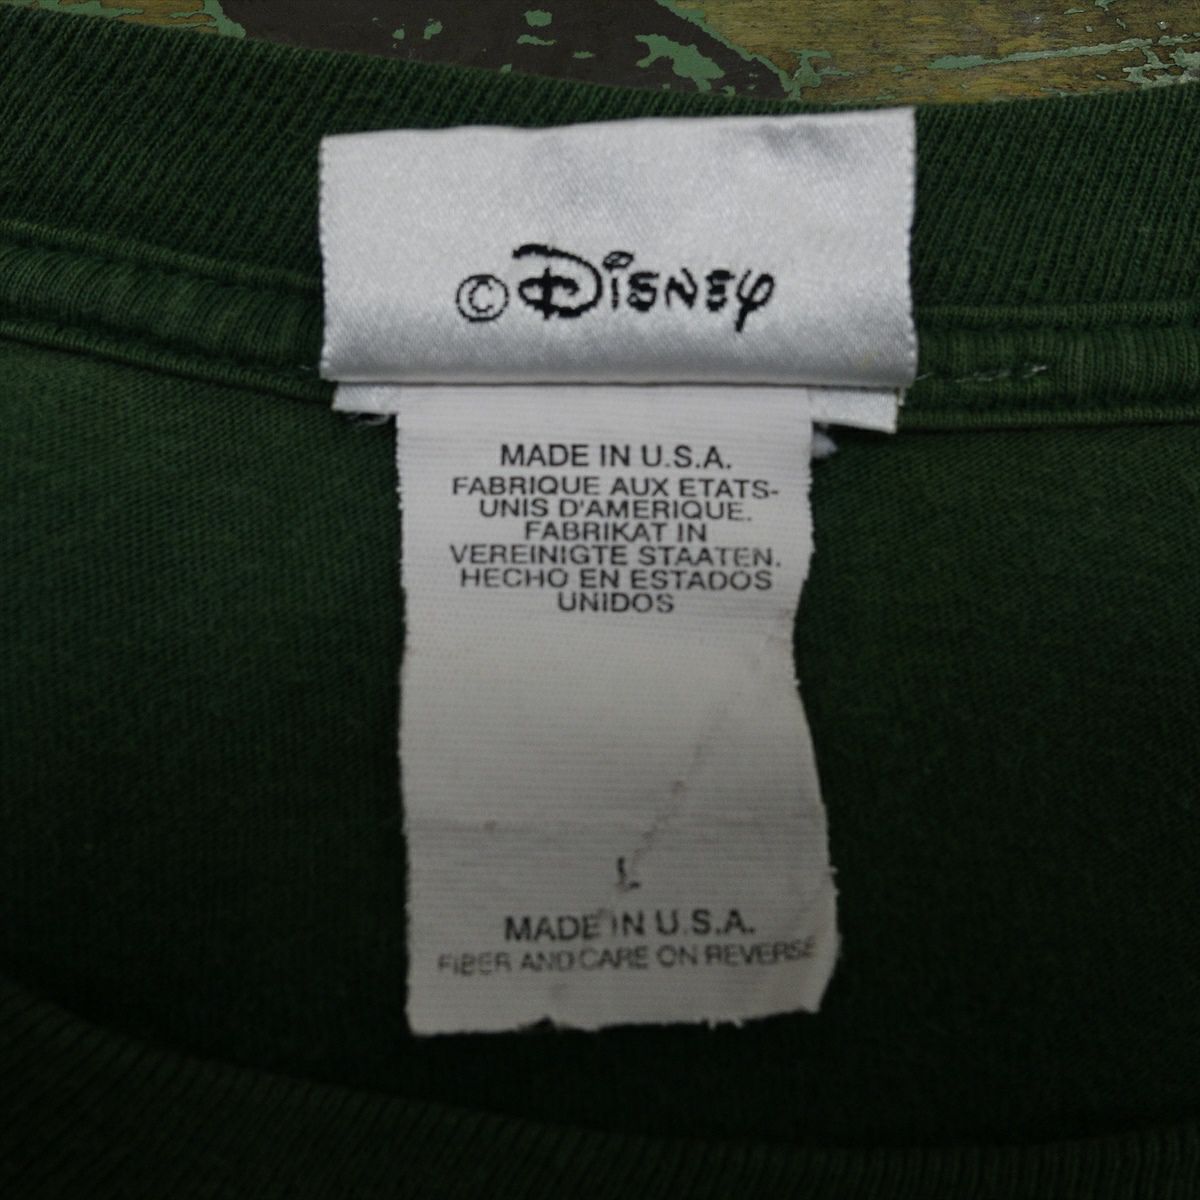 ©Disney
MADE IN U.S.A.
FABRIQUE AUX ETATS-
UNIS D'AMERIQUE.
FABRIKAT IN
VEREINIGTE STAATEN.
HECHO EN ESTADOS
UNIDOS
L
MADE IN U.S.A.
FIBER AND CARE ON REVERSE